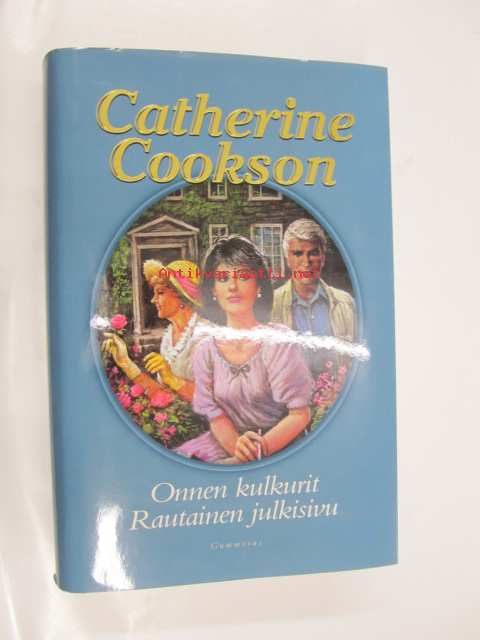 Catherine
Cookson
Antikvariaatti.net
Onnen kulkurit
Rautainen julkisivu
Gummerus